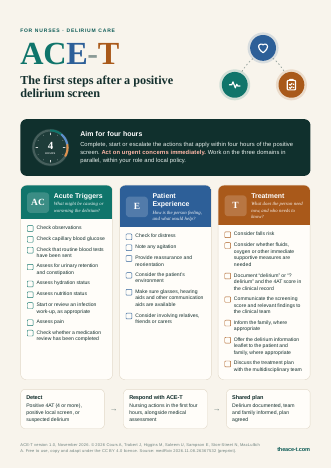 FOR NURSES · DELIRIUM CARE
ACE-T
The first steps after a positive
delirium screen
4
Aim for four hours
Complete, start or escalate the actions that apply within four hours of the positive
screen. Act on urgent concerns immediately. Work on the three domains in
parallel, within your role and local policy.
AC
Acute Triggers
What might be causing or
worsening the delirium?
Check observations
Check capillary blood glucose
Check that routine blood tests
have been sent
Assess for urinary retention
and constipation
Assess hydration status
Assess nutrition status
Start or review an infection
work-up, as appropriate
Assess pain
Check whether a medication
review has been completed
E
Patient
Experience
How is the person feeling,
and what would help?
Check for distress
Note any agitation
Provide reassurance and
reorientation
Consider the patient's
environment
Make sure glasses, hearing
aids and other communication
aids are available
Consider involving relatives,
friends or carers
T
Treatment
What does the person need
now, and who needs to
know?
Consider falls risk
Consider whether fluids,
oxygen or other immediate
supportive measures are
needed
Document "delirium" or "?
delirium" and the 4AT score in
the clinical record
Communicate the screening
score and relevant findings to
the clinical team
Inform the family, where
appropriate
Offer the delirium information
leaflet to the patient and
family, where appropriate
Discuss the treatment plan
with the multidisciplinary team
Detect
Positive 4AT (4 or more),
positive local screen, or
suspected delirium
→
Respond with ACE-T
Nursing actions in the first four
hours, alongside medical
assessment
→
Shared plan
Delirium documented, team
and family informed, plan
agreed
thaace-t.com